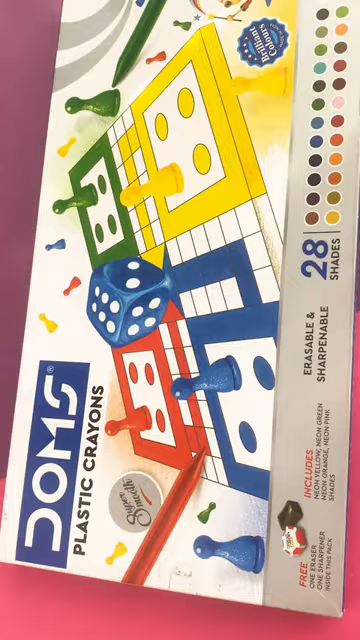 Brilliant
Colours
DOMS®
PLASTIC CRAYONS
Super
Smooth
28
SHADES
ERASABLE &
SHARPENABLE
INCLUDES
NEON YELLOW, NEON GREEN
NEON ORANGE, NEON PINK
SHADES
FREE
ONE ERASER
ONE SHARPENER
INSIDE THIS PACK